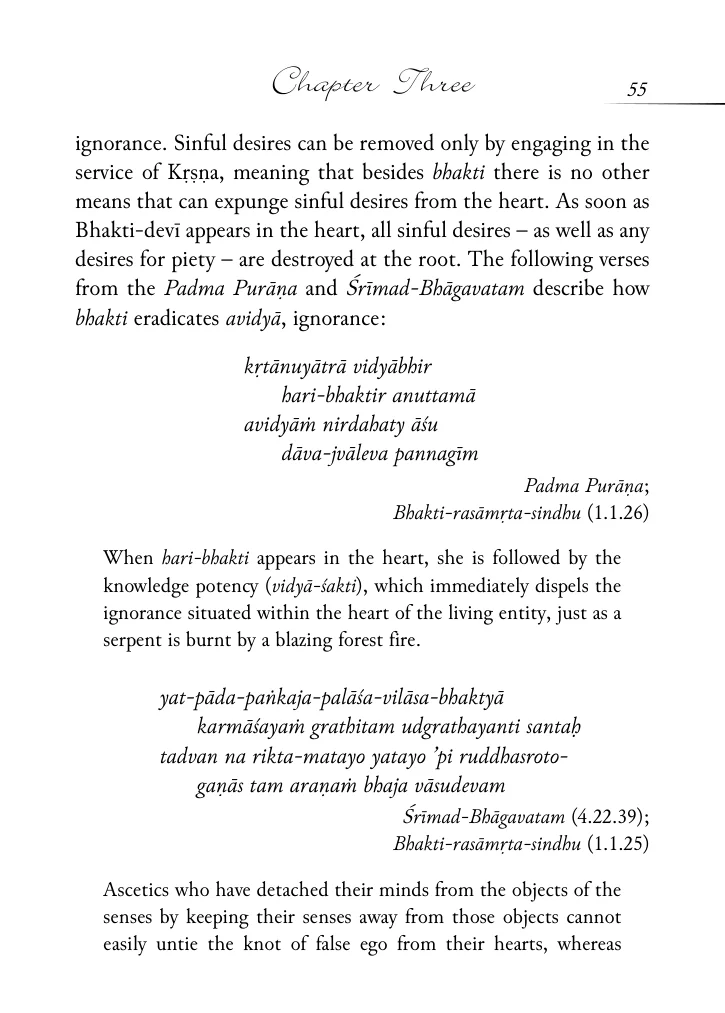 Chapter Three
55
ignorance. Sinful desires can be removed only by engaging in the
service of Kṛṣṇa, meaning that besides bhakti there is no other
means that can expunge sinful desires from the heart. As soon as
Bhakti-devī appears in the heart, all sinful desires – as well as any
desires for piety – are destroyed at the root. The following verses
from the Padma Purāṇa and Śrīmad-Bhāgavatam describe how
bhakti eradicates avidyā, ignorance:
kṛtānuyātrā vidyābhir
hari-bhaktir anuttamā
avidyāṁ nirdahaty āśu
dāva-jvāleva pannagīm
Padma Purāṇa;
Bhakti-rasāmṛta-sindhu (1.1.26)
When hari-bhakti appears in the heart, she is followed by the
knowledge potency (vidyā-śakti), which immediately dispels the
ignorance situated within the heart of the living entity, just as a
serpent is burnt by a blazing forest fire.
yat-pāda-paṅkaja-palāśa-vilāsa-bhaktyā
karmāśayaṁ grathitam udgrathayanti santaḥ
tadvan na rikta-matayo yatayo ’pi ruddhasroto-
gaṇās tam araṇaṁ bhaja vāsudevam
Śrīmad-Bhāgavatam (4.22.39);
Bhakti-rasāmṛta-sindhu (1.1.25)
Ascetics who have detached their minds from the objects of the
senses by keeping their senses away from those objects cannot
easily untie the knot of false ego from their hearts, whereas